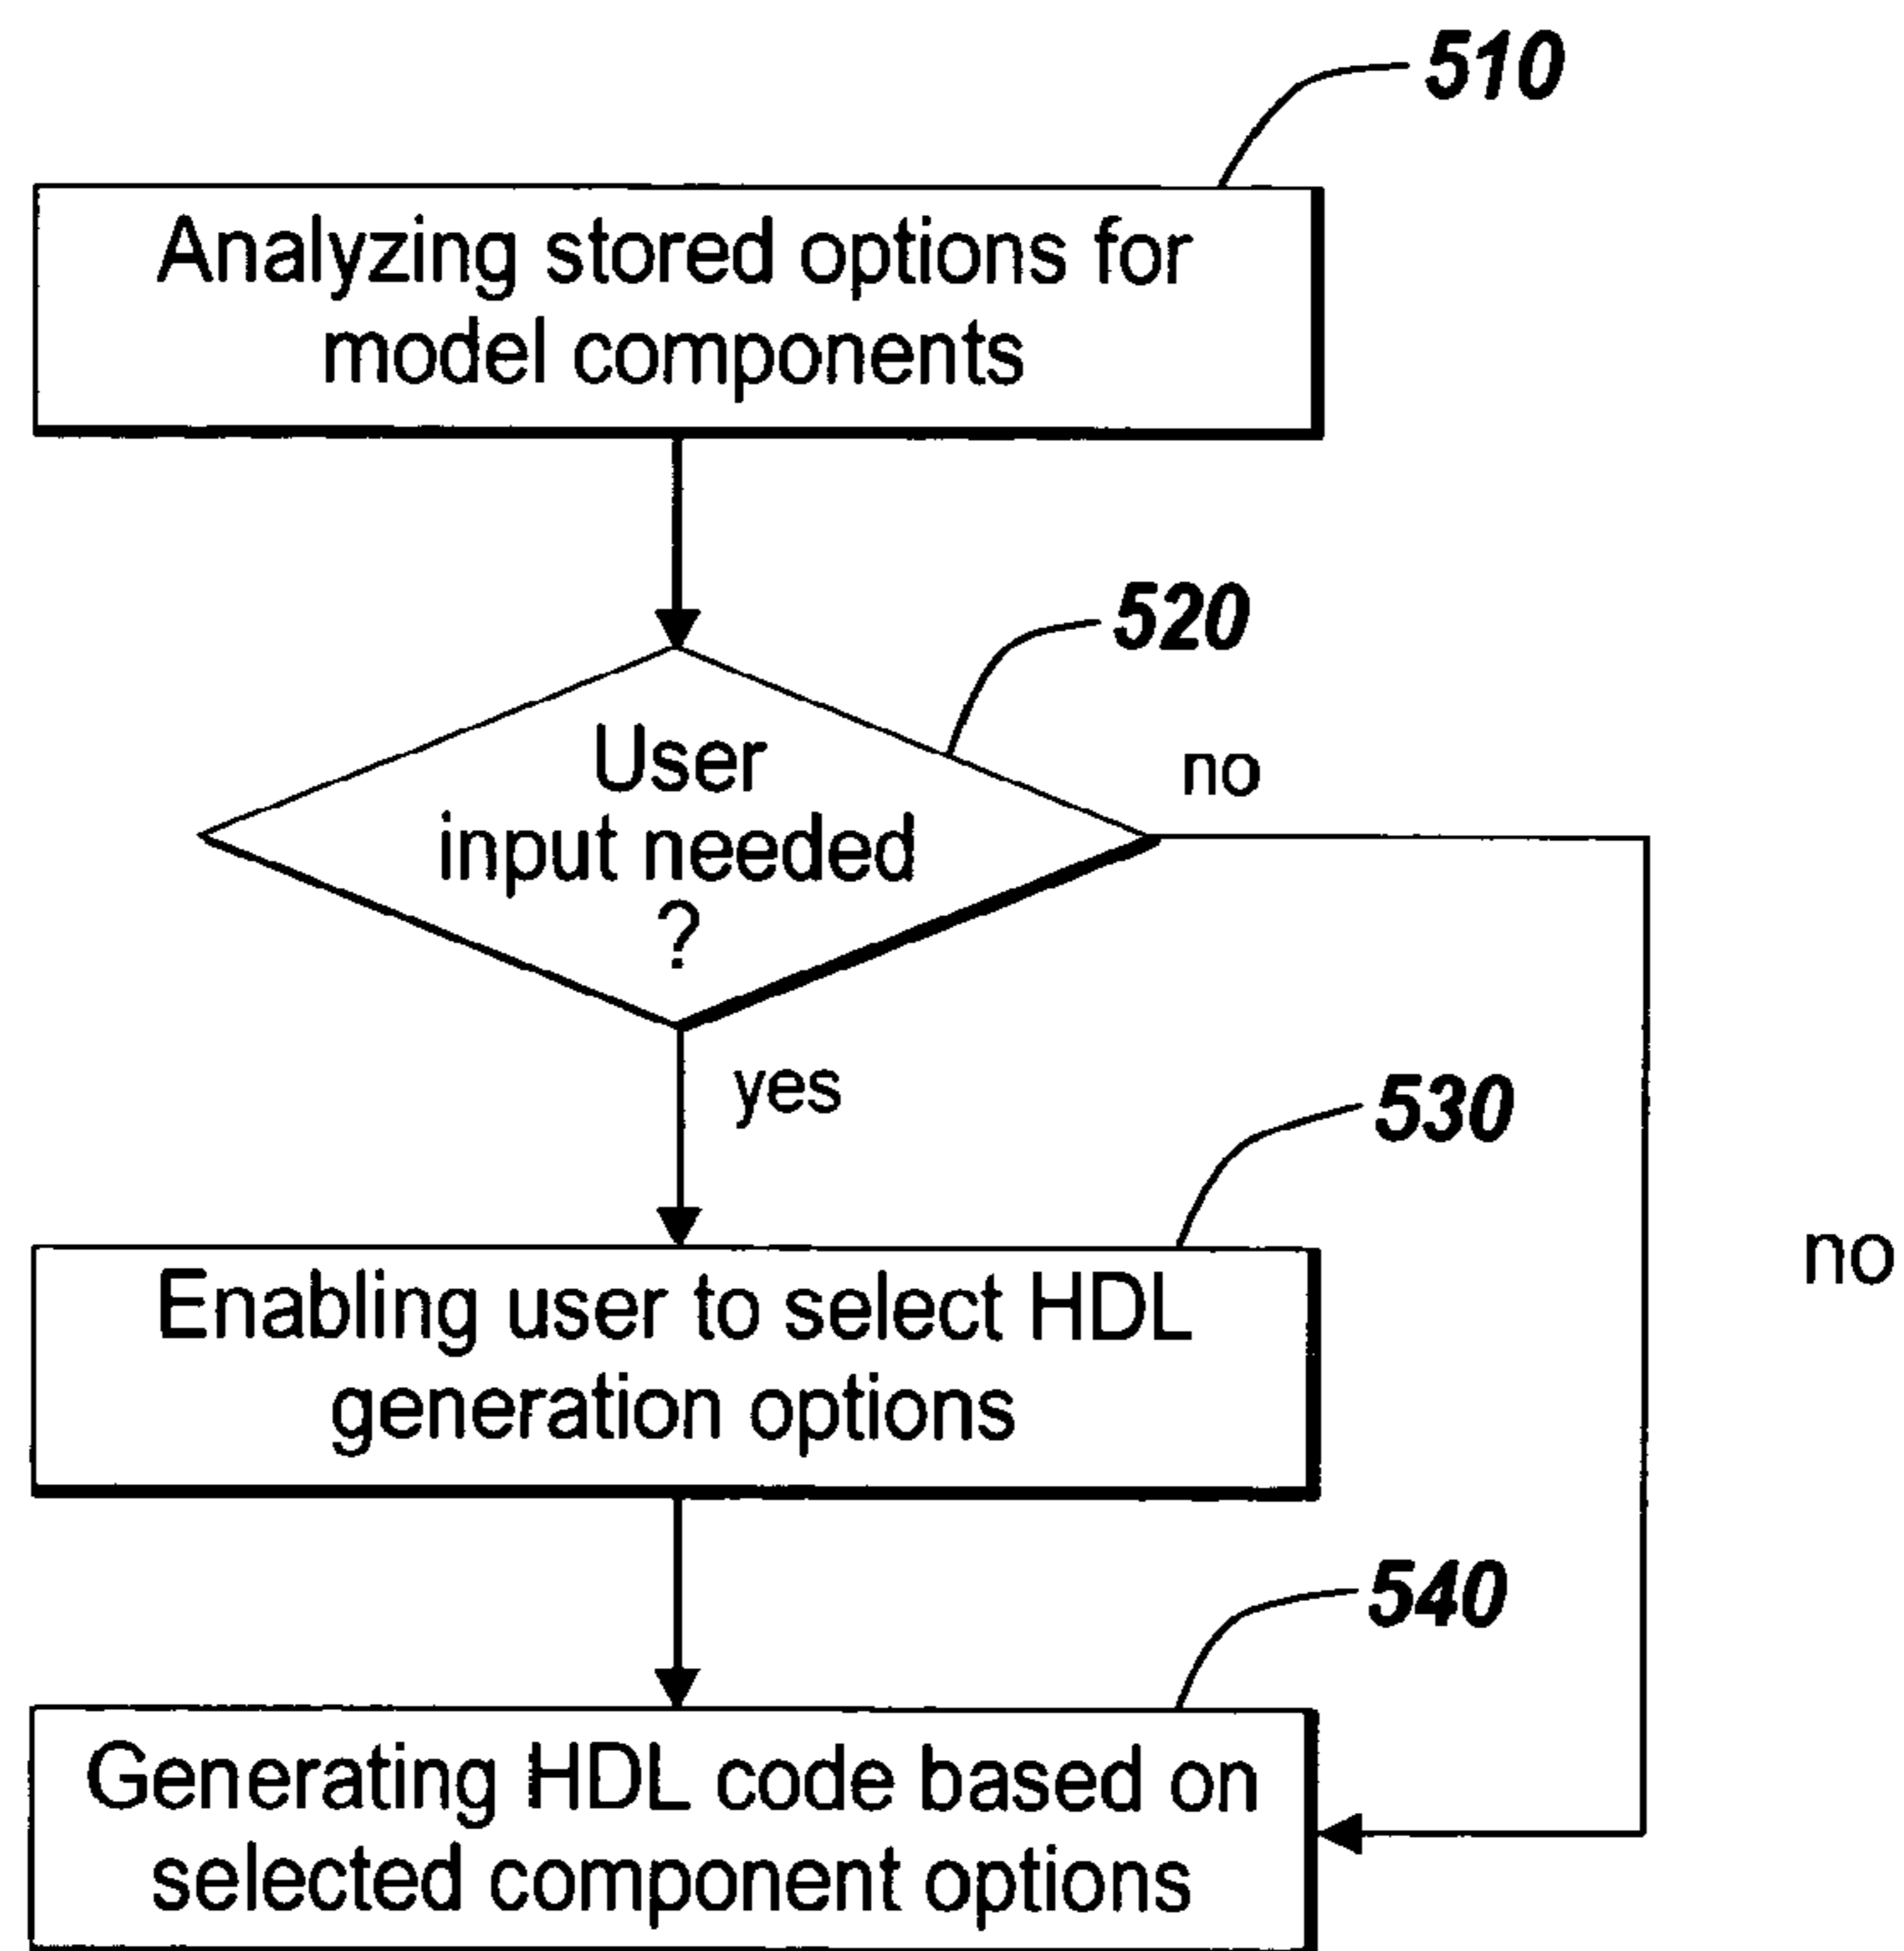 510
Analyzing stored options for
model components
520
User
input needed
?
no
yes
530
no
Enabling user to select HDL
generation options
540
Generating HDL code based on
selected component options